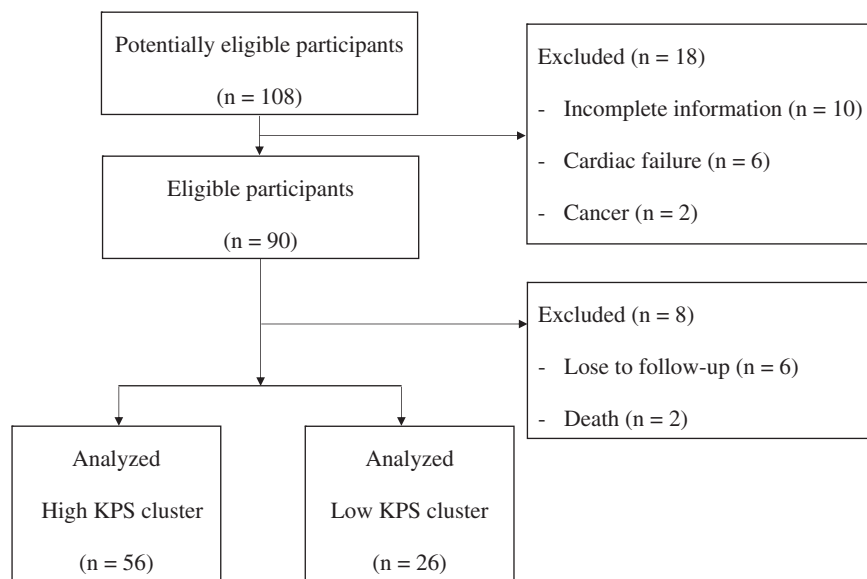 Potentially eligible participants
(n = 108)
Excluded (n = 18)
- Incomplete information (n = 10)
- Cardiac failure (n = 6)
- Cancer (n = 2)
Eligible participants
(n = 90)
Excluded (n = 8)
- Lose to follow-up (n = 6)
- Death (n = 2)
Analyzed
High KPS cluster
(n = 56)
Analyzed
Low KPS cluster
(n = 26)